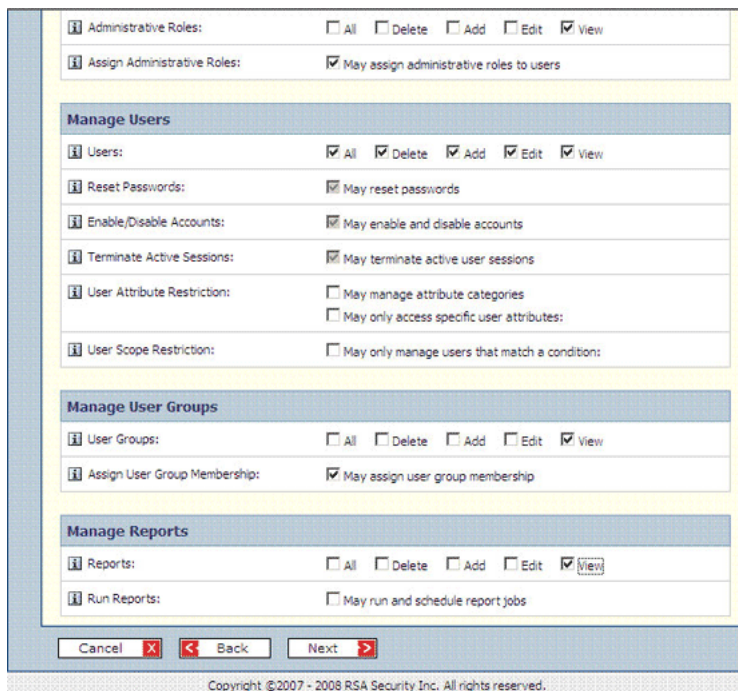 Administrative Roles: All Delete Add Edit View
Assign Administrative Roles: May assign administrative roles to users
Manage Users
Users: All Delete Add Edit View
Reset Passwords: May reset passwords
Enable/Disable Accounts: May enable and disable accounts
Terminate Active Sessions: May terminate active user sessions
User Attribute Restriction: May manage attribute categories
May only access specific user attributes:
User Scope Restriction: May only manage users that match a condition:
Manage User Groups
User Groups: All Delete Add Edit View
Assign User Group Membership: May assign user group membership
Manage Reports
Reports: All Delete Add Edit View
Run Reports: May run and schedule report jobs
Cancel X Back Next
Copyright ©2007 - 2008 RSA Security Inc. All rights reserved.